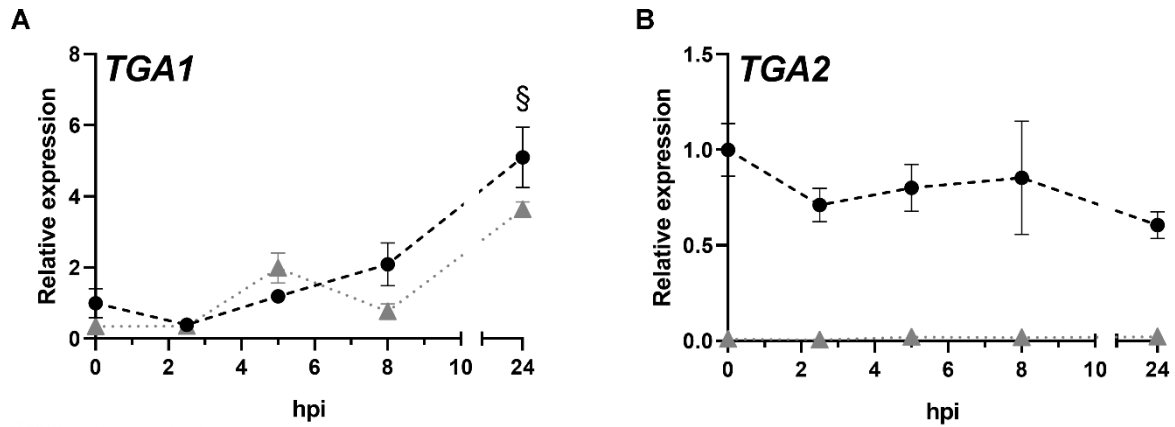 A
TGA1
Relative expression
8
6
4
2
0
§
0 2 4 6 8 10 24
hpi
B
TGA2
Relative expression
1.5
1.0
0.5
0.0
0 2 4 6 8 10 24
hpi